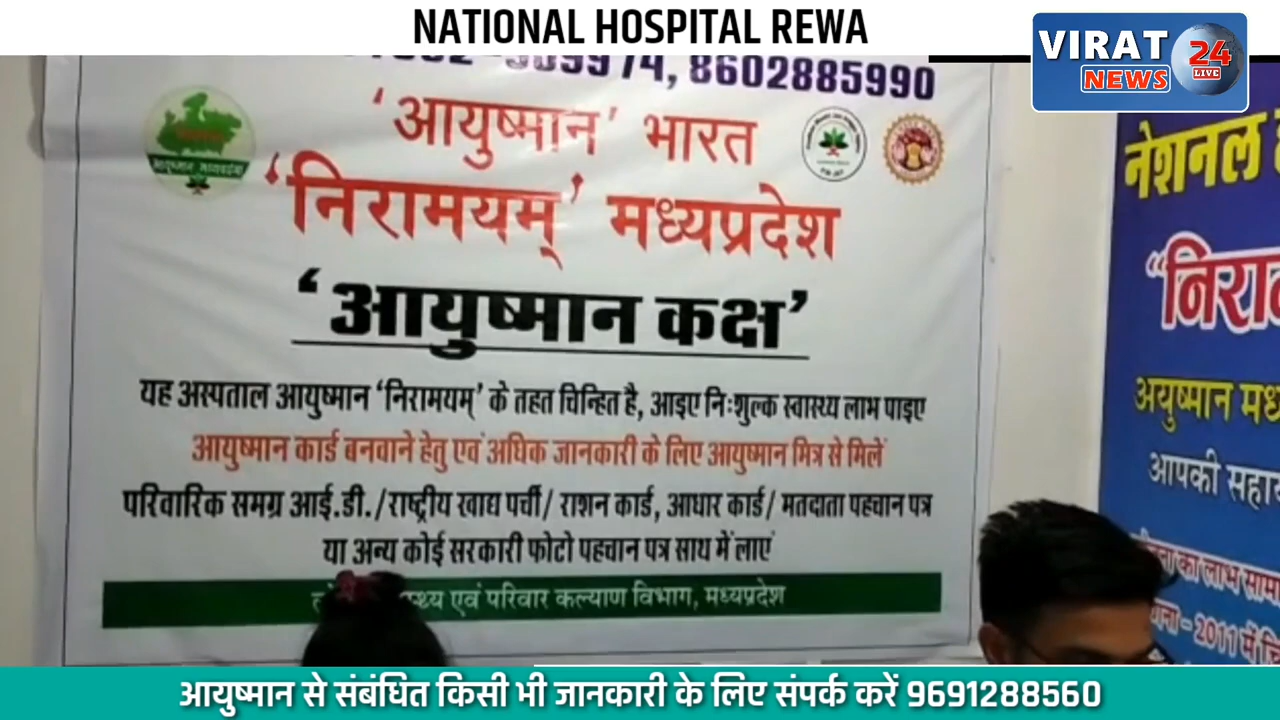 NATIONAL HOSPITAL REWA
VIRAT 24
NEWS LIVE
8602885990
'आयुष्मान' भारत
'निरामयम्' मध्यप्रदेश
'आयुष्मान कक्ष'
यह अस्पताल आयुष्मान 'निरामयम्' के तहत चिन्हित है, आइए निःशुल्क स्वास्थ्य लाभ पाइए
आयुष्मान कार्ड बनवाने हेतु एवं अधिक जानकारी के लिए आयुष्मान मित्र से मिलें
परिवारिक समग्र आई.डी./राष्ट्रीय खाद्य पर्ची/ राशन कार्ड, आधार कार्ड/ मतदाता पहचान पत्र
या अन्य कोई सरकारी फोटो पहचान पत्र साथ में लाएं
एवं परिवार कल्याण विभाग, मध्यप्रदेश
नेशनल
अयुष्मान
आपकी
का लाभ
2011 में
आयुष्मान से संबंधित किसी भी जानकारी के लिए संपर्क करें 9691288560